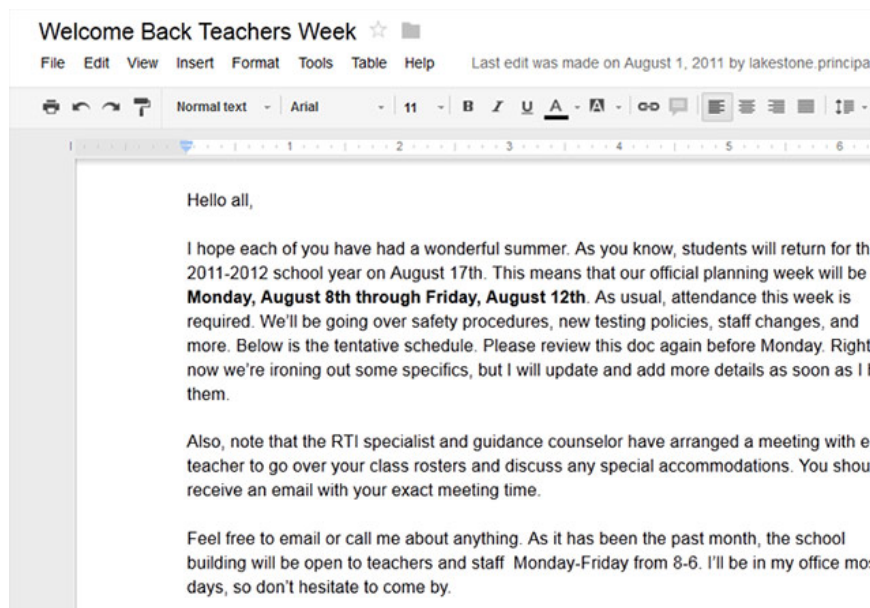 Welcome Back Teachers Week
File Edit View Insert Format Tools Table Help Last edit was made on August 1, 2011 by lakestone.principa
Normal text Arial 11 B I U A A
1 2 3 4 5 6
Hello all,
I hope each of you have had a wonderful summer. As you know, students will return for th
2011-2012 school year on August 17th. This means that our official planning week will be
Monday, August 8th through Friday, August 12th. As usual, attendance this week is
required. We’ll be going over safety procedures, new testing policies, staff changes, and
more. Below is the tentative schedule. Please review this doc again before Monday. Right
now we’re ironing out some specifics, but I will update and add more details as soon as I h
them.
Also, note that the RTI specialist and guidance counselor have arranged a meeting with e
teacher to go over your class rosters and discuss any special accommodations. You shou
receive an email with your exact meeting time.
Feel free to email or call me about anything. As it has been the past month, the school
building will be open to teachers and staff  Monday-Friday from 8-6. I’ll be in my office mos
days, so don’t hesitate to come by.